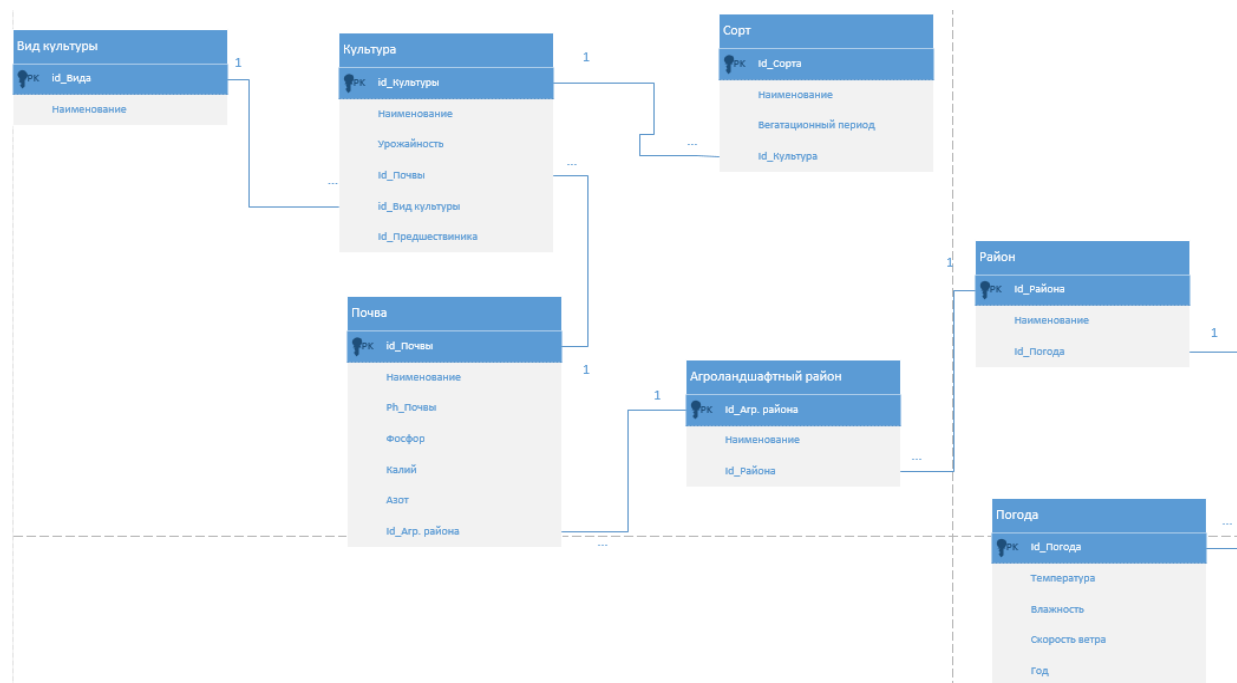 Вид культуры
PK id_Вида
Наименование
1
---
Культура
PK id_Культуры
Наименование
Урожайность
Id_Почвы
id_Вид культуры
Id_Предшествиника
1
---
---
Сорт
PK Id_Сорта
Наименование
Вегатационный период
Id_Культура
Почва
PK id_Почвы
Наименование
Ph_Почвы
Фосфор
Калий
Азот
Id_Агр. района
1
---
1
Агроландшафтный район
PK Id_Агр. района
Наименование
Id_Района
---
1
Район
PK Id_Района
Наименование
Id_Погода
1
---
Погода
PK Id_Погода
Температура
Влажность
Скорость ветра
Год